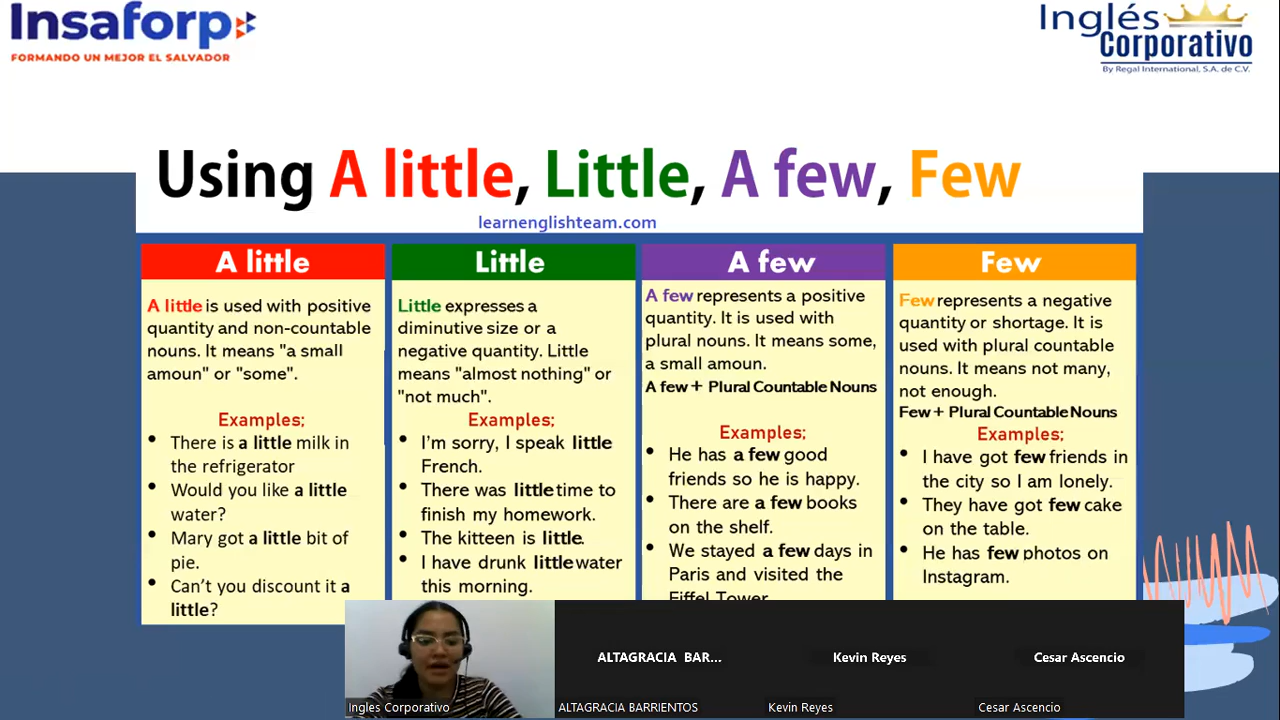 Insaforp
FORMANDO UN MEJOR EL SALVADOR
Inglés
Corporativo
By Regal International, S.A. de C.V.
Using A little, Little, A few, Few
learnenglishteam.com
A little
A little is used with positive
quantity and non-countable
nouns. It means "a small
amoun" or "some".
Examples;
• There is a little milk in
the refrigerator
• Would you like a little
water?
• Mary got a little bit of
pie.
• Can't you discount it a
little?
Little
Little expresses a
diminutive size or a
negative quantity. Little
means "almost nothing" or
"not much".
Examples;
• I'm sorry, I speak little
French.
• There was little time to
finish my homework.
• The kitteen is little.
• I have drunk little water
this morning.
A few
A few represents a positive
quantity. It is used with
plural nouns. It means some,
a small amoun.
A few + Plural Countable Nouns
Examples;
• He has a few good
friends so he is happy.
• There are a few books
on the shelf.
• We stayed a few days in
Paris and visited the
Eiffel Tower
Few
Few represents a negative
quantity or shortage. It is
used with plural countable
nouns. It means not many,
not enough.
Few + Plural Countable Nouns
Examples;
• I have got few friends in
the city so I am lonely.
• They have got few cake
on the table.
• He has few photos on
Instagram.
ALTAGRACIA BAR...
Kevin Reyes
Cesar Ascencio
Ingles Corporativo
ALTAGRACIA BARRIENTOS
Kevin Reyes
Cesar Ascencio